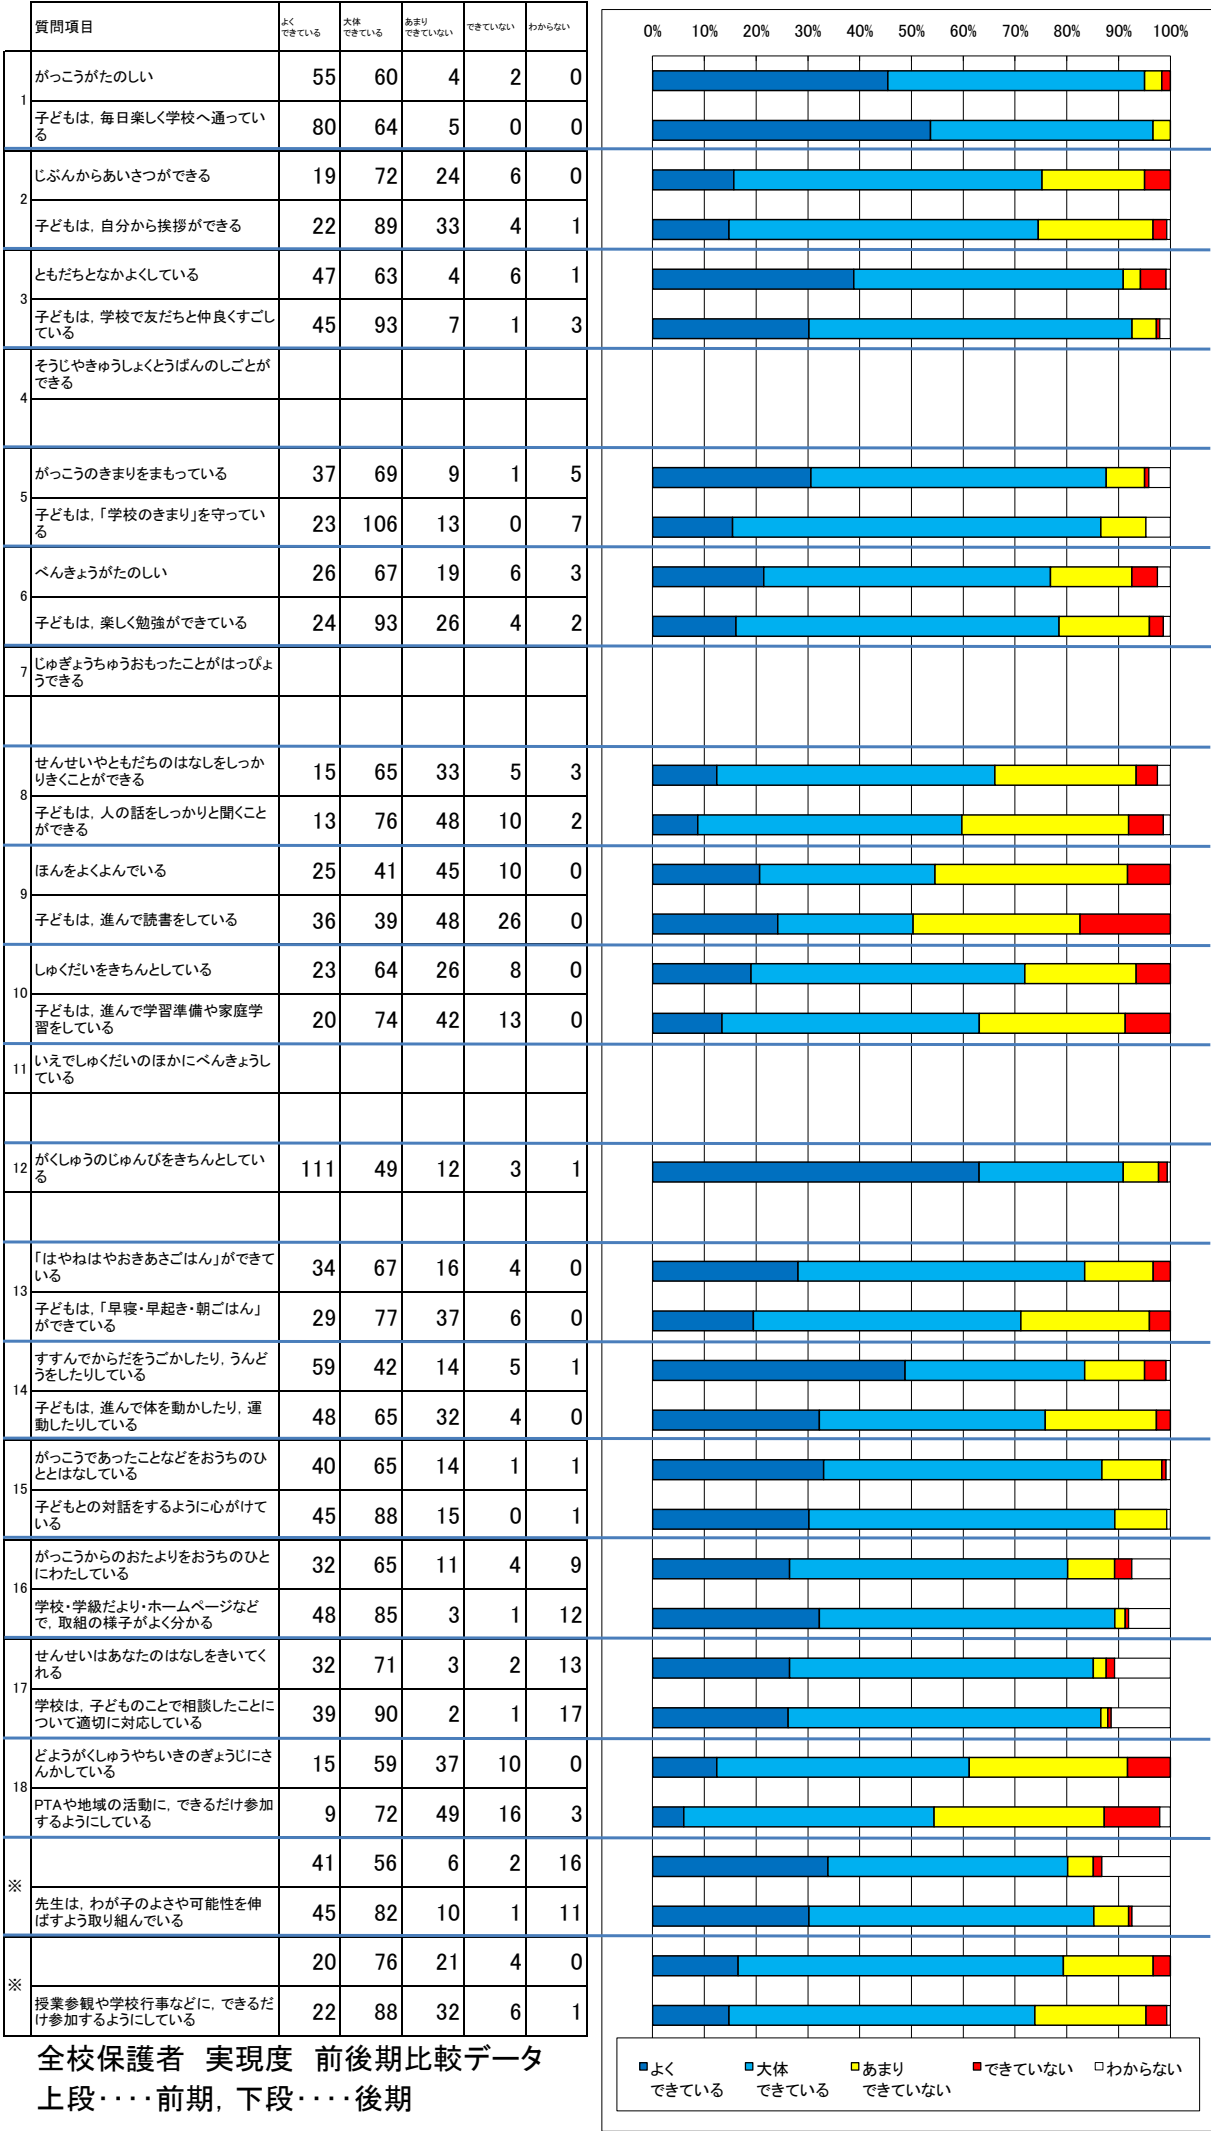 質問項目
よく
できている
大体
できている
あまり
できていない
できていない
わからない
0% 10% 20% 30% 40% 50% 60% 70% 80% 90% 100%
1
がっこうがたのしい 55 60 4 2 0
子どもは，毎日楽しく学校へ通ってい
る
80 64 5 0 0
2
じぶんからあいさつができる 19 72 24 6 0
子どもは，自分から挨拶ができる 22 89 33 4 1
3
ともだちとなかよくしている 47 63 4 6 1
子どもは，学校で友だちと仲良くすごし
ている
45 93 7 1 3
4
そうじやきゅうしょくとうばんのしごとが
できる
5
がっこうのきまりをまもっている 37 69 9 1 5
子どもは，「学校のきまり」を守ってい
る
23 106 13 0 7
6
べんきょうがたのしい 26 67 19 6 3
子どもは，楽しく勉強ができている 24 93 26 4 2
7
じゅぎょうちゅうおもったことがはっぴょ
うできる
8
せんせいやともだちのはなしをしっか
りきくことができる
15 65 33 5 3
子どもは，人の話をしっかりと聞くこと
ができる
13 76 48 10 2
9
ほんをよくよんでいる 25 41 45 10 0
子どもは，進んで読書をしている 36 39 48 26 0
10
しゅくだいをきちんとしている 23 64 26 8 0
子どもは，進んで学習準備や家庭学
習をしている
20 74 42 13 0
11
いえでしゅくだいのほかにべんきょうし
ている
12
がくしゅうのじゅんびをきちんとしてい
る
111 49 12 3 1
13
「はやねはやおきあさごはん」ができて
いる
34 67 16 4 0
子どもは，「早寝・早起き・朝ごはん」
ができている
29 77 37 6 0
14
すすんでからだをうごかしたり，うんど
うをしたりしている
59 42 14 5 1
子どもは，進んで体を動かしたり，運
動したりしている
48 65 32 4 0
15
がっこうであったことなどをおうちのひ
ととはなしている
40 65 14 1 1
子どもとの対話をするように心がけて
いる
45 88 15 0 1
16
がっこうからのおたよりをおうちのひと
にわたしている
32 65 11 4 9
学校・学級だより・ホームページなど
で，取組の様子がよく分かる
48 85 3 1 12
17
せんせいはあなたのはなしをきいてく
れる
32 71 3 2 13
学校は，子どものことで相談したことに
ついて適切に対応している
39 90 2 1 17
18
どようがくしゅうやちいきのぎょうじにさ
んかしている
15 59 37 10 0
PTAや地域の活動に，できるだけ参加
するようにしている
9 72 49 16 3
※
41 56 6 2 16
先生は，わが子のよさや可能性を伸
ばすよう取り組んでいる
45 82 10 1 11
※
20 76 21 4 0
授業参観や学校行事などに，できるだ
け参加するようにしている
22 88 32 6 1
全校保護者 実現度 前後期比較データ
上段････前期，下段････後期
よく
できている
大体
できている
あまり
できていない
できていない
わからない